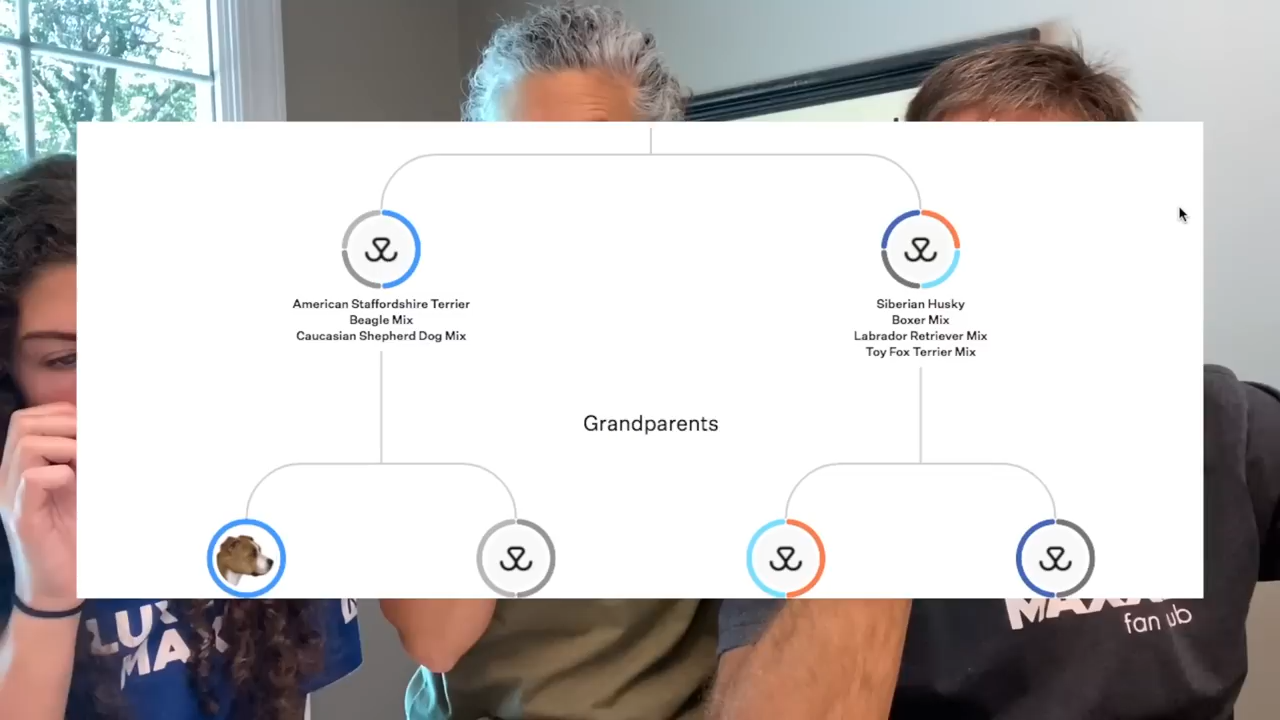 American Staffordshire Terrier
Beagle Mix
Caucasian Shepherd Dog Mix
Siberian Husky
Boxer Mix
Labrador Retriever Mix
Toy Fox Terrier Mix
Grandparents
MAX
fan ub